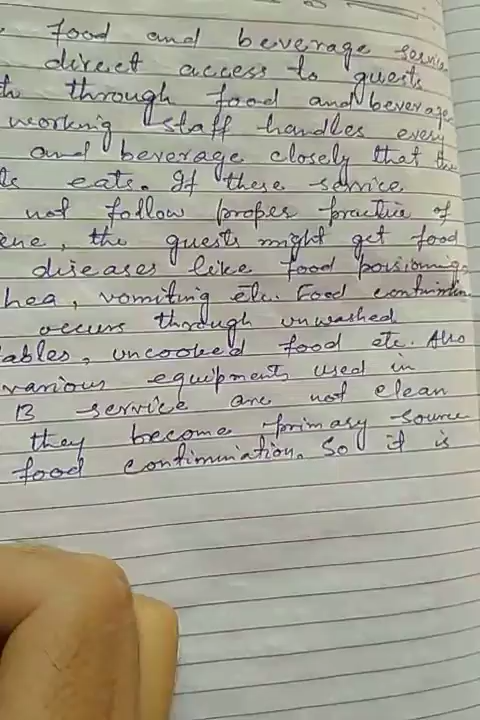 food and beverage service
direct access to guests
through food and beverage
working staff handles every
and beverage closely that the
eats. If these service
not follow proper practice of
ene, the guests might get food
diseases like food poisioning,
hea, vomiting etc. Food contimination
occurs through unwashed
ables, uncooked food etc. Also
various equipments used in
B service are not clean
they become primary source
food contimination. So it is